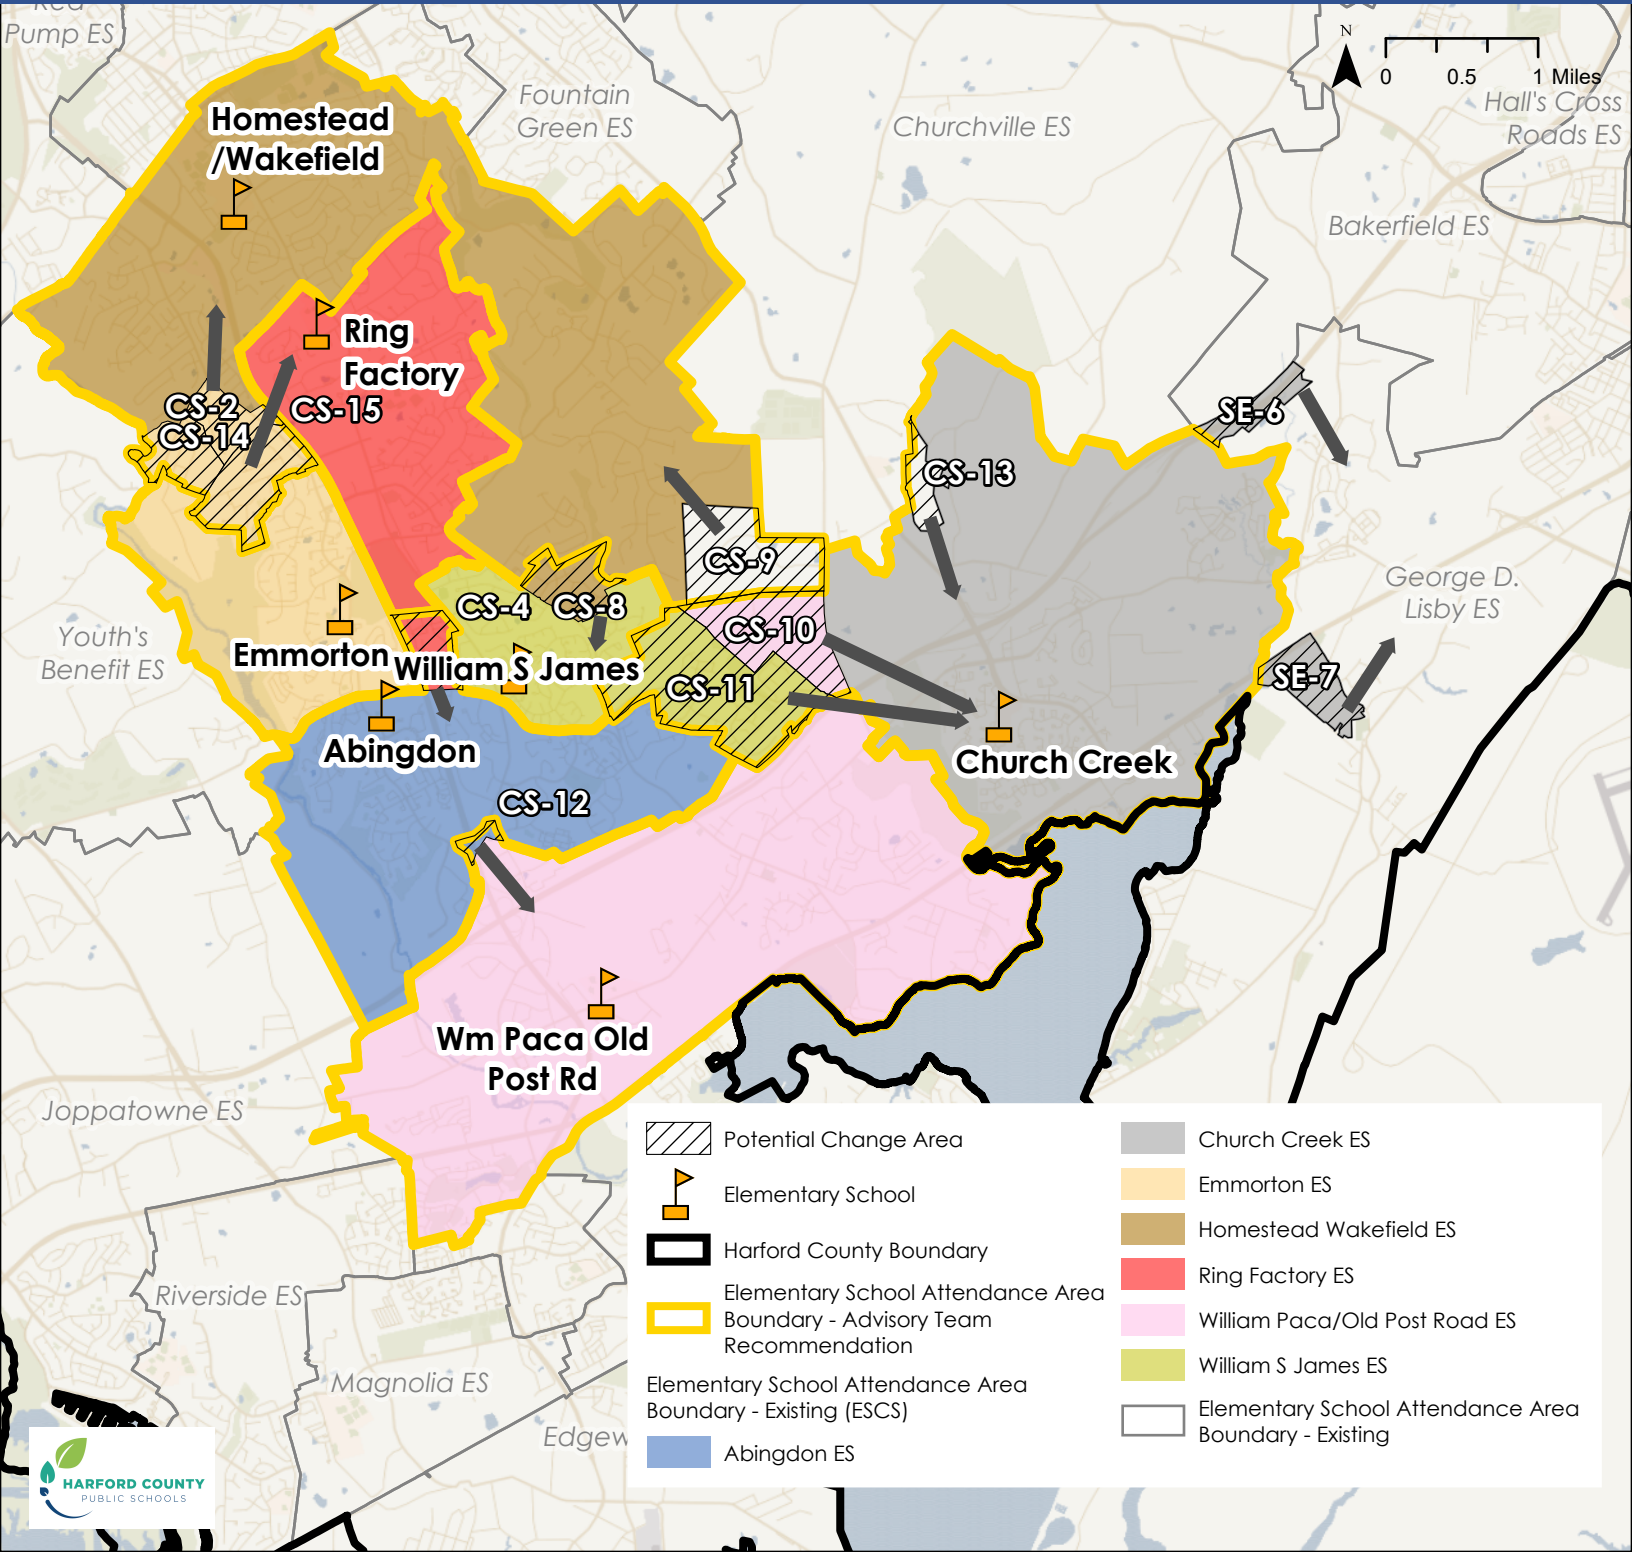 Red
Pump ES
Fountain
Green ES
Churchville ES
N
0 0.5 1 Miles
Hall's Cross
Roads ES
Bakerfield ES
Homestead
/Wakefield
Ring
Factory
CS-2
CS-14
CS-15
SE-6
CS-13
CS-9
George D.
Lisby ES
CS-4
CS-8
CS-10
Youth's
Benefit ES
Emmorton
William S James
CS-11
SE-7
Abingdon
Church Creek
CS-12
Wm Paca Old
Post Rd
Joppatowne ES
Riverside ES
Magnolia ES
Edgew
Potential Change Area
Elementary School
Harford County Boundary
Elementary School Attendance Area
Boundary - Advisory Team
Recommendation
Elementary School Attendance Area
Boundary - Existing (ESCS)
Abingdon ES
Church Creek ES
Emmorton ES
Homestead Wakefield ES
Ring Factory ES
William Paca/Old Post Road ES
William S James ES
Elementary School Attendance Area
Boundary - Existing
HARFORD COUNTY
PUBLIC SCHOOLS